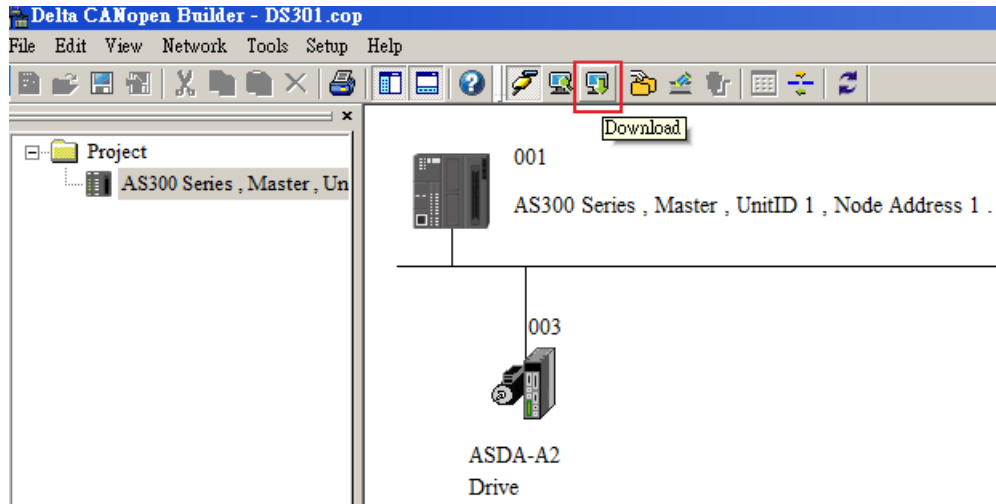 Delta CANopen Builder - DS301.cop
File Edit View Network Tools Setup Help
Download
Project
AS300 Series , Master , Un
001
AS300 Series , Master , UnitID 1 , Node Address 1 .
003
ASDA-A2
Drive